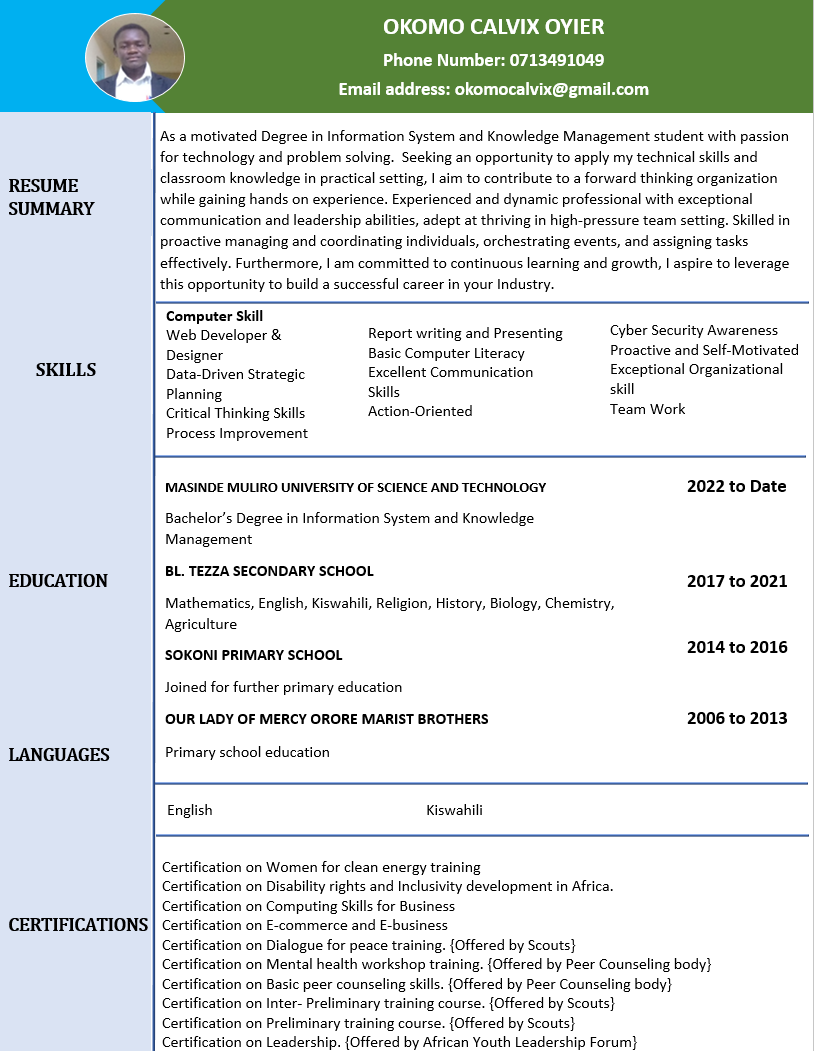 OKOMO CALVIX OYIER
Phone Number: 0713491049
Email address: okomocalvix@gmail.com
RESUME
SUMMARY
As a motivated Degree in Information System and Knowledge Management student with passion
for technology and problem solving.  Seeking an opportunity to apply my technical skills and
classroom knowledge in practical setting, I aim to contribute to a forward thinking organization
while gaining hands on experience. Experienced and dynamic professional with exceptional
communication and leadership abilities, adept at thriving in high-pressure team setting. Skilled in
proactive managing and coordinating individuals, orchestrating events, and assigning tasks
effectively. Furthermore, I am committed to continuous learning and growth, I aspire to leverage
this opportunity to build a successful career in your Industry.
SKILLS
Computer Skill
Web Developer &
Designer
Data-Driven Strategic
Planning
Critical Thinking Skills
Process Improvement
Report writing and Presenting
Basic Computer Literacy
Excellent Communication
Skills
Action-Oriented
Cyber Security Awareness
Proactive and Self-Motivated
Exceptional Organizational
skill
Team Work
EDUCATION
MASINDE MULIRO UNIVERSITY OF SCIENCE AND TECHNOLOGY
2022 to Date
Bachelor’s Degree in Information System and Knowledge
Management
BL. TEZZA SECONDARY SCHOOL
2017 to 2021
Mathematics, English, Kiswahili, Religion, History, Biology, Chemistry,
Agriculture
SOKONI PRIMARY SCHOOL
2014 to 2016
Joined for further primary education
OUR LADY OF MERCY ORORE MARIST BROTHERS
2006 to 2013
Primary school education
LANGUAGES
English
Kiswahili
CERTIFICATIONS
Certification on Women for clean energy training
Certification on Disability rights and Inclusivity development in Africa.
Certification on Computing Skills for Business
Certification on E-commerce and E-business
Certification on Dialogue for peace training. {Offered by Scouts}
Certification on Mental health workshop training. {Offered by Peer Counseling body}
Certification on Basic peer counseling skills. {Offered by Peer Counseling body}
Certification on Inter- Preliminary training course. {Offered by Scouts}
Certification on Preliminary training course. {Offered by Scouts}
Certification on Leadership. {Offered by African Youth Leadership Forum}